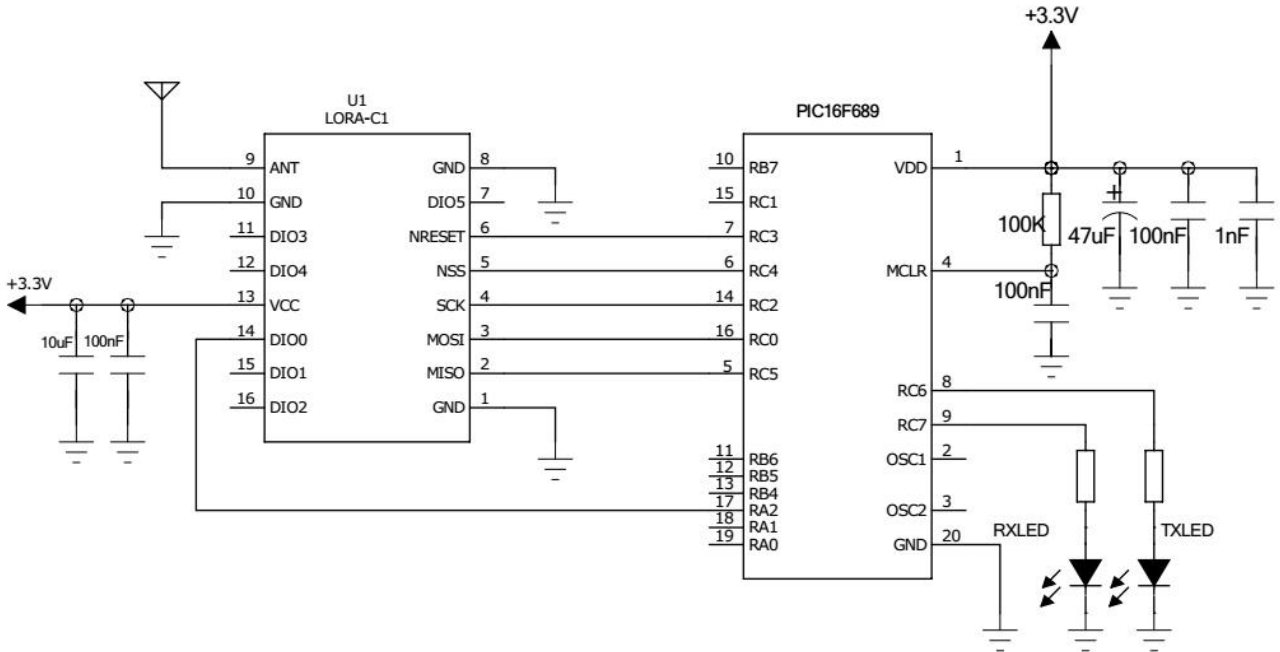 +3.3V
U1
LORA-C1
PIC16F689
9 ANT
GND 8
10 GND
DIO5 7
11 DIO3
NRESET 6
12 DIO4
NSS 5
+3.3V
13 VCC
SCK 4
14 DIO0
MOSI 3
10uF 100nF
15 DIO1
MISO 2
16 DIO2
GND 1
10 RB7
VDD 1
15 RC1
7 RC3
6 RC4
MCLR 4
14 RC2
16 RC0
5 RC5
RC6 8
RC7 9
11 RB6
OSC1 2
12 RB5
13 RB4
17 RA2
OSC2 3
18 RA1
19 RA0
GND 20
100K
+
47uF 100nF 1nF
100nF
RXLED TXLED